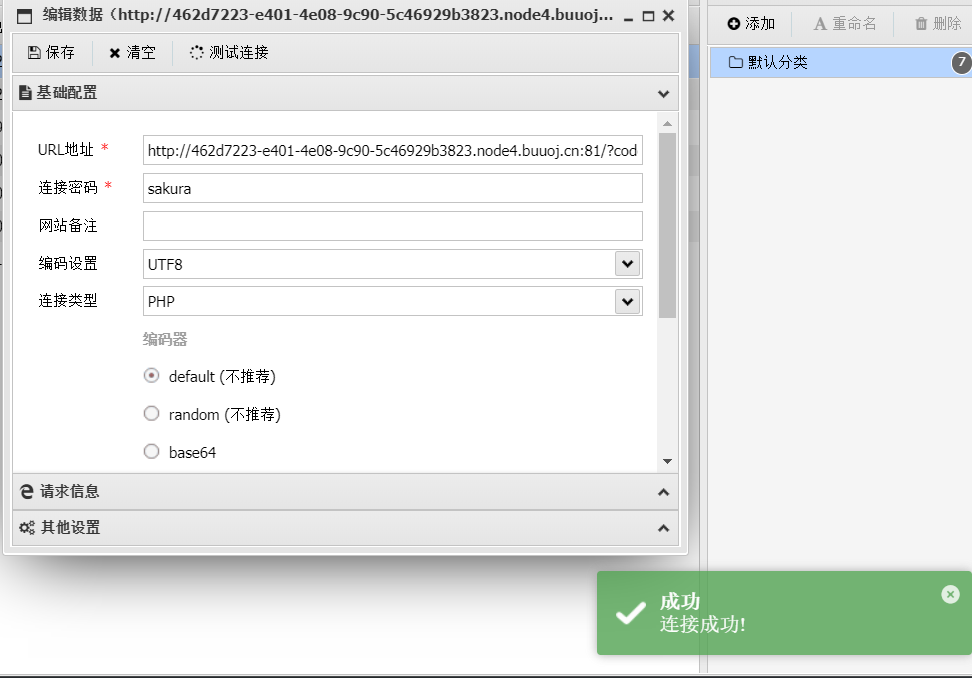 编辑数据（http://462d7223-e401-4e08-9c90-5c46929b3823.node4.buuoj...
保存 清空 测试连接
添加 重命名 删除
默认分类 7
基础配置
URL地址 * http://462d7223-e401-4e08-9c90-5c46929b3823.node4.buuoj.cn:81/?cod
连接密码 * sakura
网站备注
编码设置 UTF8
连接类型 PHP
编码器
default (不推荐)
random (不推荐)
base64
请求信息
其他设置
成功
连接成功!